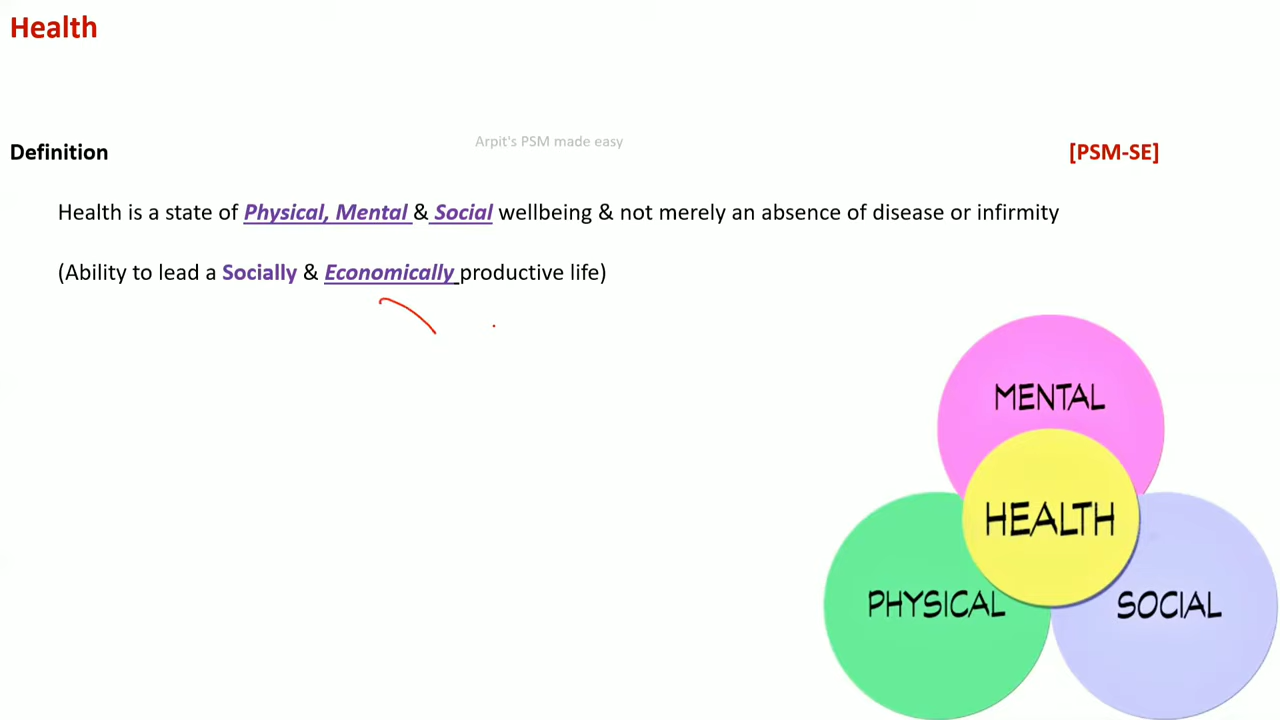 Health
Arpit's PSM made easy
Definition [PSM-SE]
Health is a state of Physical, Mental & Social wellbeing & not merely an absence of disease or infirmity
(Ability to lead a Socially & Economically productive life)
MENTAL
HEALTH
PHYSICAL SOCIAL